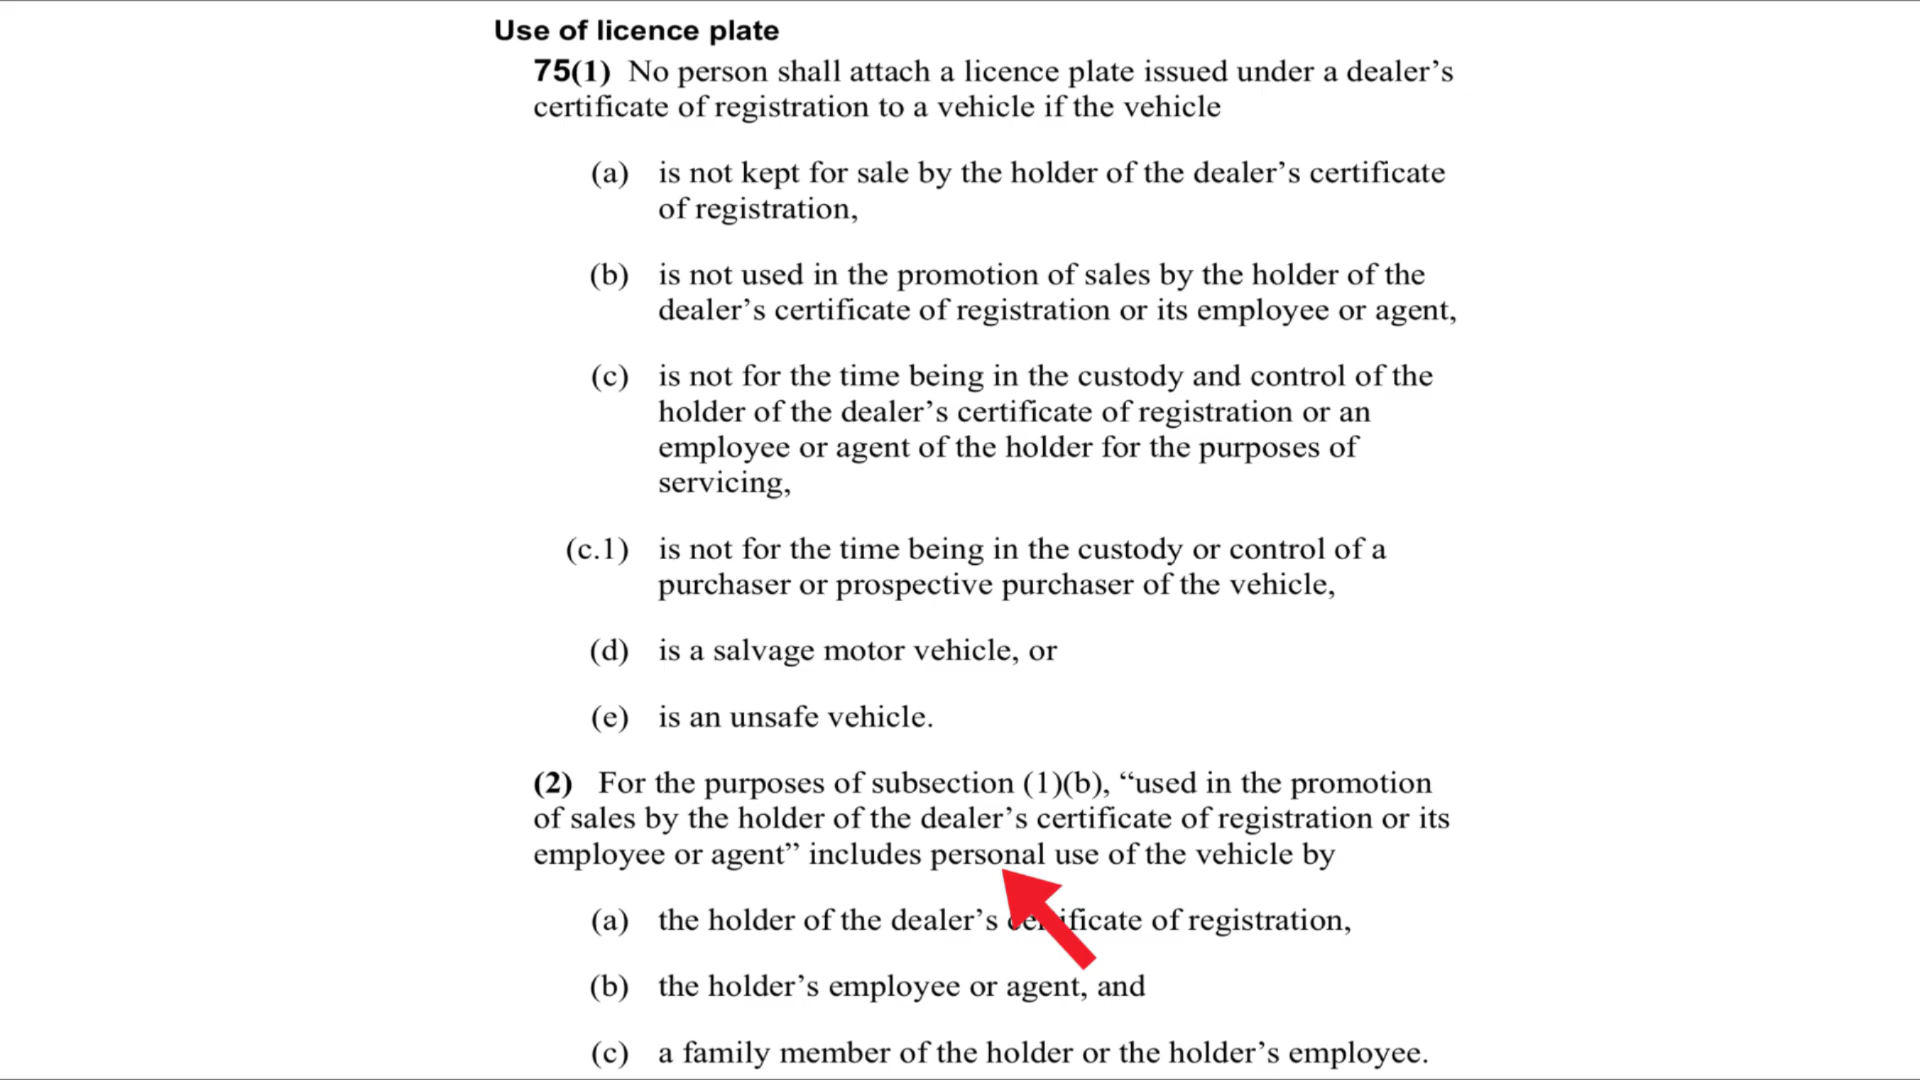 Use of licence plate
75(1) No person shall attach a licence plate issued under a dealer’s
certificate of registration to a vehicle if the vehicle
(a) is not kept for sale by the holder of the dealer’s certificate
of registration,
(b) is not used in the promotion of sales by the holder of the
dealer’s certificate of registration or its employee or agent,
(c) is not for the time being in the custody and control of the
holder of the dealer’s certificate of registration or an
employee or agent of the holder for the purposes of
servicing,
(c.1) is not for the time being in the custody or control of a
purchaser or prospective purchaser of the vehicle,
(d) is a salvage motor vehicle, or
(e) is an unsafe vehicle.
(2) For the purposes of subsection (1)(b), “used in the promotion
of sales by the holder of the dealer’s certificate of registration or its
employee or agent” includes personal use of the vehicle by
(a) the holder of the dealer’s certificate of registration,
(b) the holder’s employee or agent, and
(c) a family member of the holder or the holder’s employee.